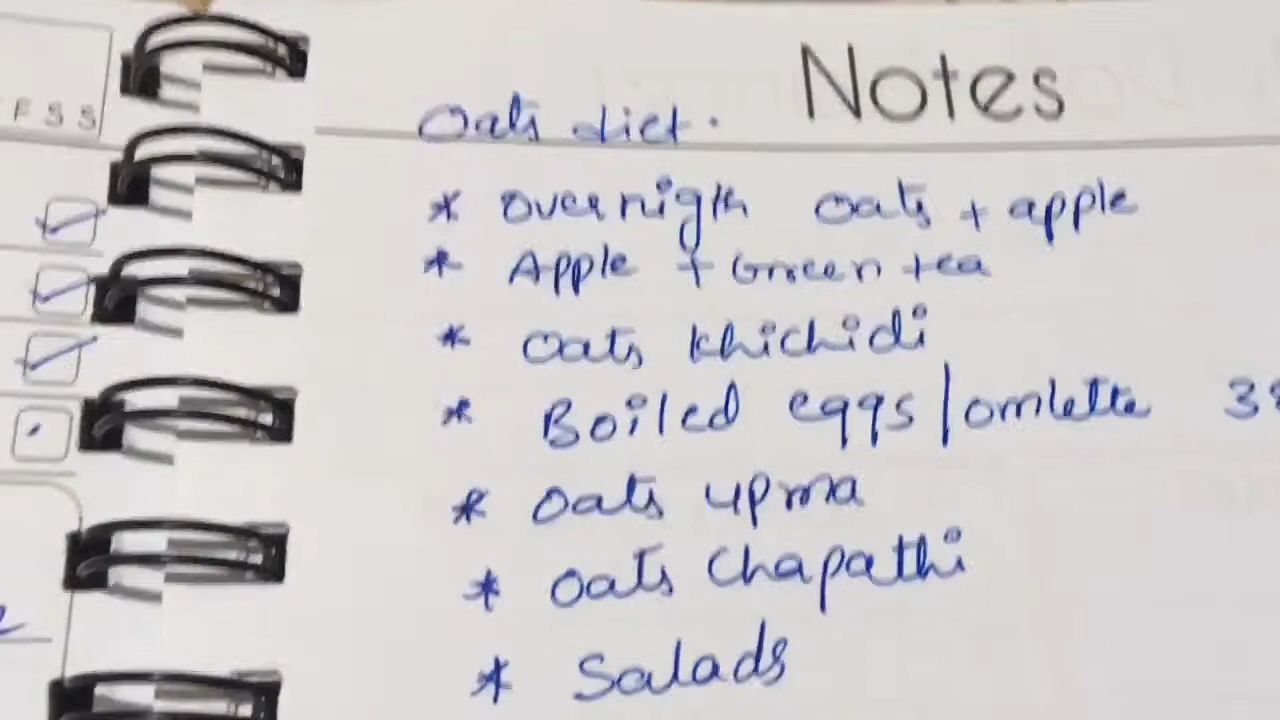 Notes
F S S
Oats diet.
* Overnigth oats + apple
* Apple + Green tea
* Oats khichidi
* Boiled eggs/omlette
* Oats upma
* Oats Chapathi
* Salads